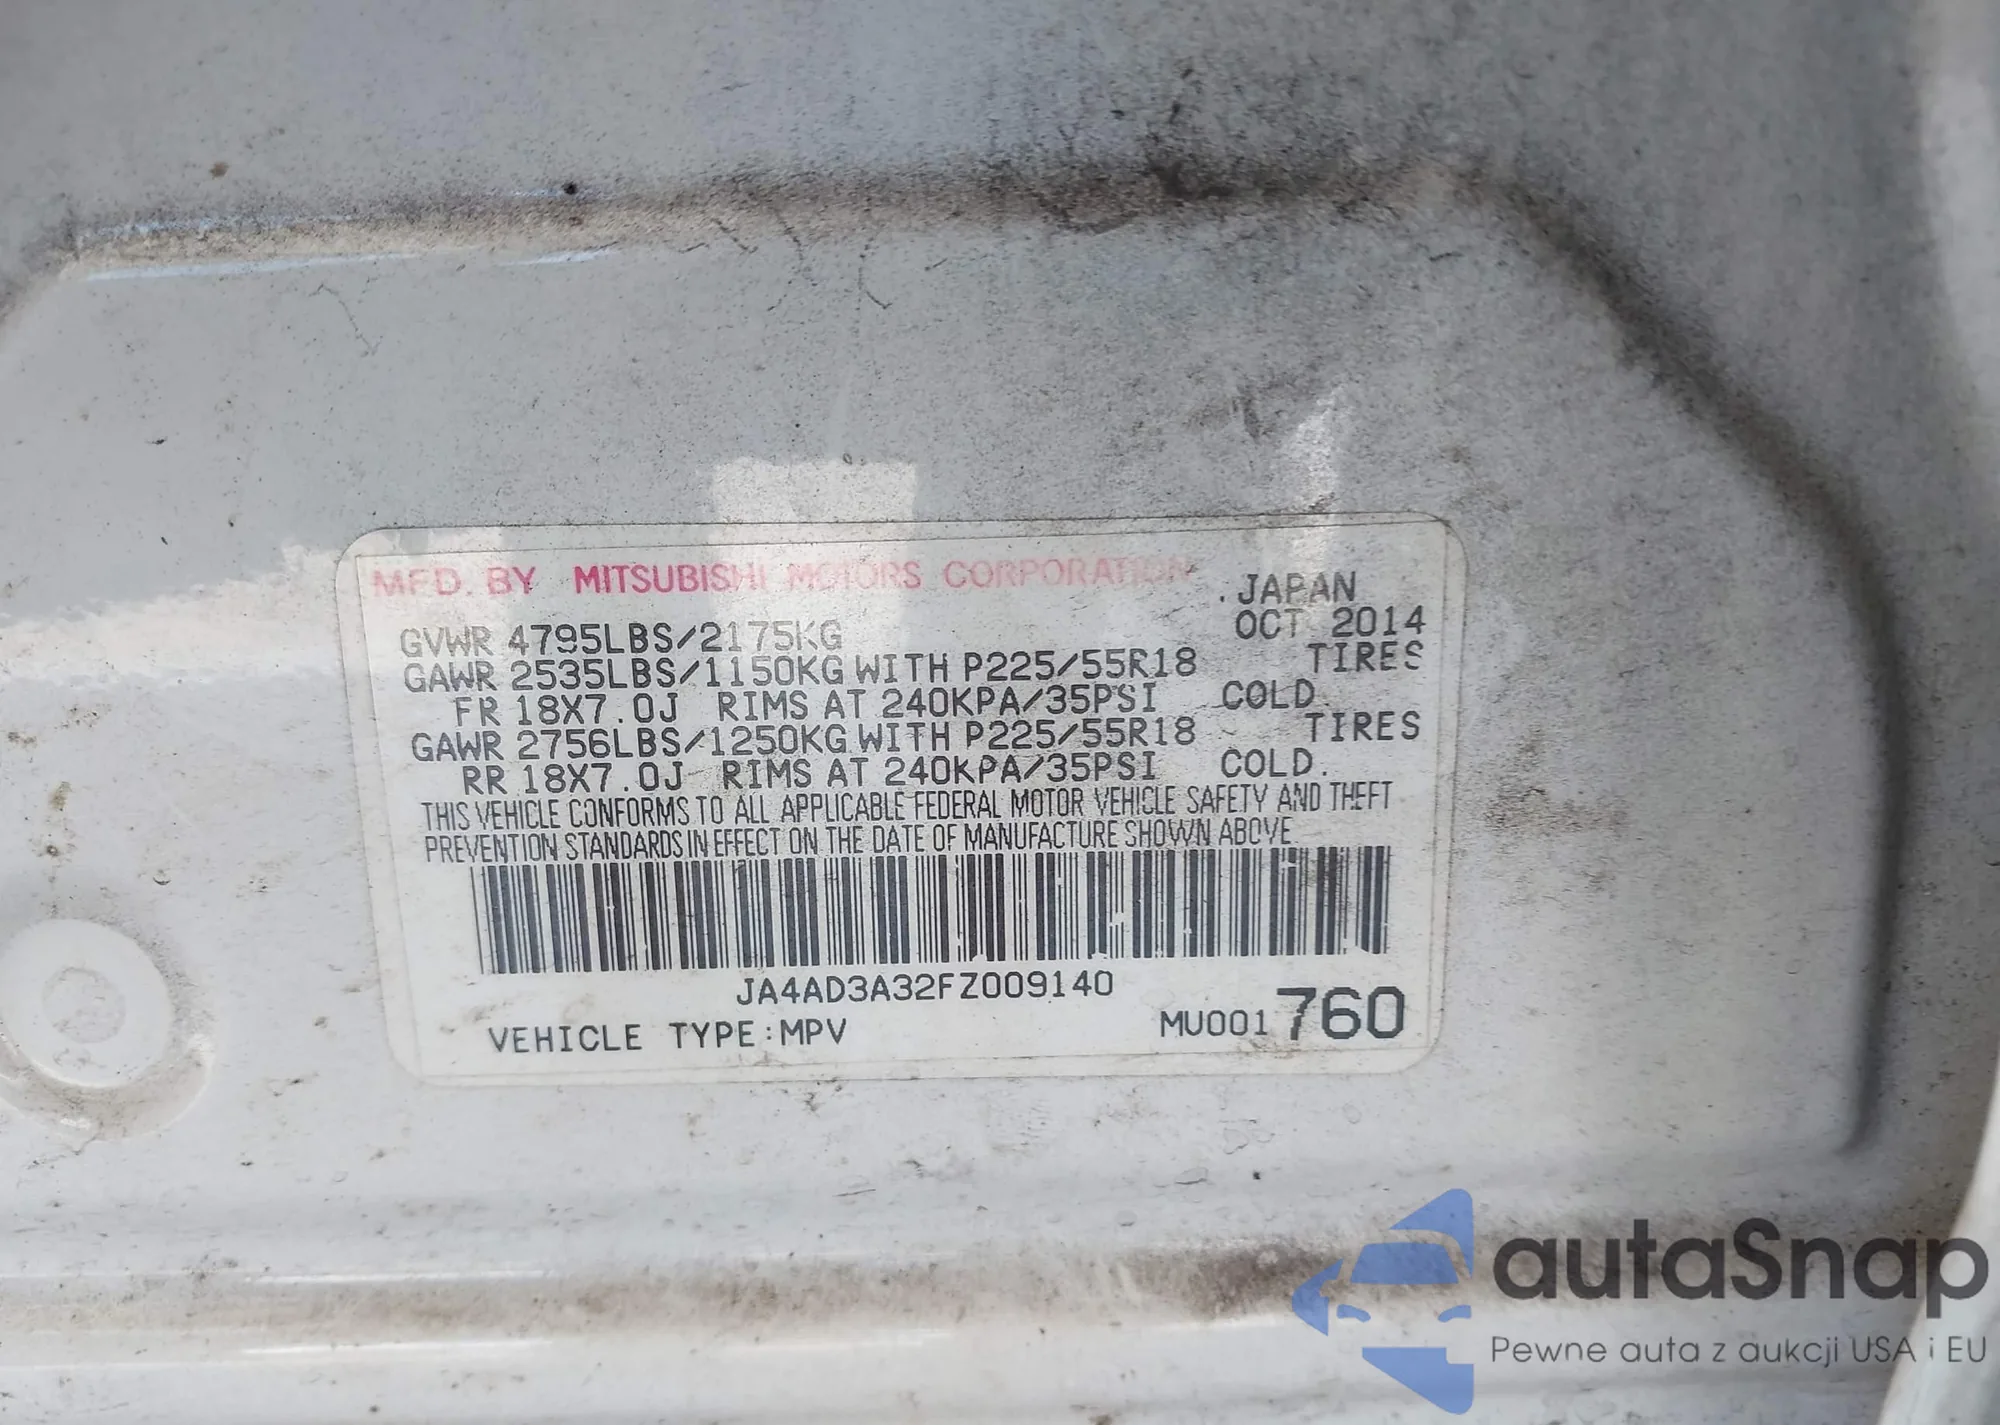 MFD. BY MITSUBISHI MOTORS CORPORATION .JAPAN
GVWR 4795LBS/2175KG OCT 2014
GAWR 2535LBS/1150KG WITH P225/55R18 TIRES
FR 18X7.0J RIMS AT 240KPA/35PSI COLD.
GAWR 2756LBS/1250KG WITH P225/55R18 TIRES
RR 18X7.0J RIMS AT 240KPA/35PSI COLD.
THIS VEHICLE CONFORMS TO ALL APPLICABLE FEDERAL MOTOR VEHICLE SAFETY AND THEFT
PREVENTION STANDARDS IN EFFECT ON THE DATE OF MANUFACTURE SHOWN ABOVE.
JA4AD3A32FZ009140
VEHICLE TYPE:MPV MU001760
autaSnap
Pewne auta z aukcji USA i EU